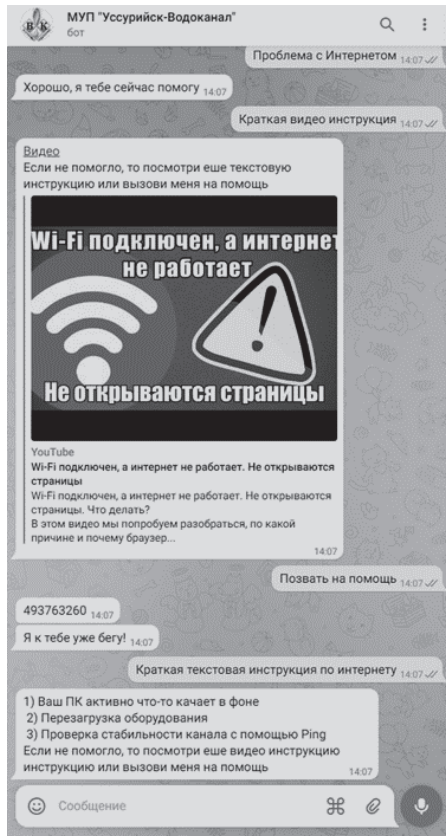 МУП "Уссурийск-Водоканал"
бот
Проблема с Интернетом 14:07
Хорошо, я тебе сейчас помогу 14:07
Краткая видео инструкция 14:07
Видео
Если не помогло, то посмотри еше текстовую
инструкцию или вызови меня на помощь
Wi-Fi подключен, а интернет
не работает
Не открываются страницы
YouTube
Wi-Fi подключен, а интернет не работает. Не открываются
страницы
Wi-Fi подключен, а интернет не работает. Не открываются
страницы. Что делать?
В этом видео мы попробуем разобраться, по какой
причине и почему браузер...
14:07
Позвать на помощь 14:07
493763260 14:07
Я к тебе уже бегу! 14:07
Краткая текстовая инструкция по интернету 14:07
1) Ваш ПК активно что-то качает в фоне
2) Перезагрузка оборудования
3) Проверка стабильности канала с помощью Ping
Если не помогло, то посмотри еше видео инструкцию
инструкцию или вызови меня на помощь
14:07
Сообщение